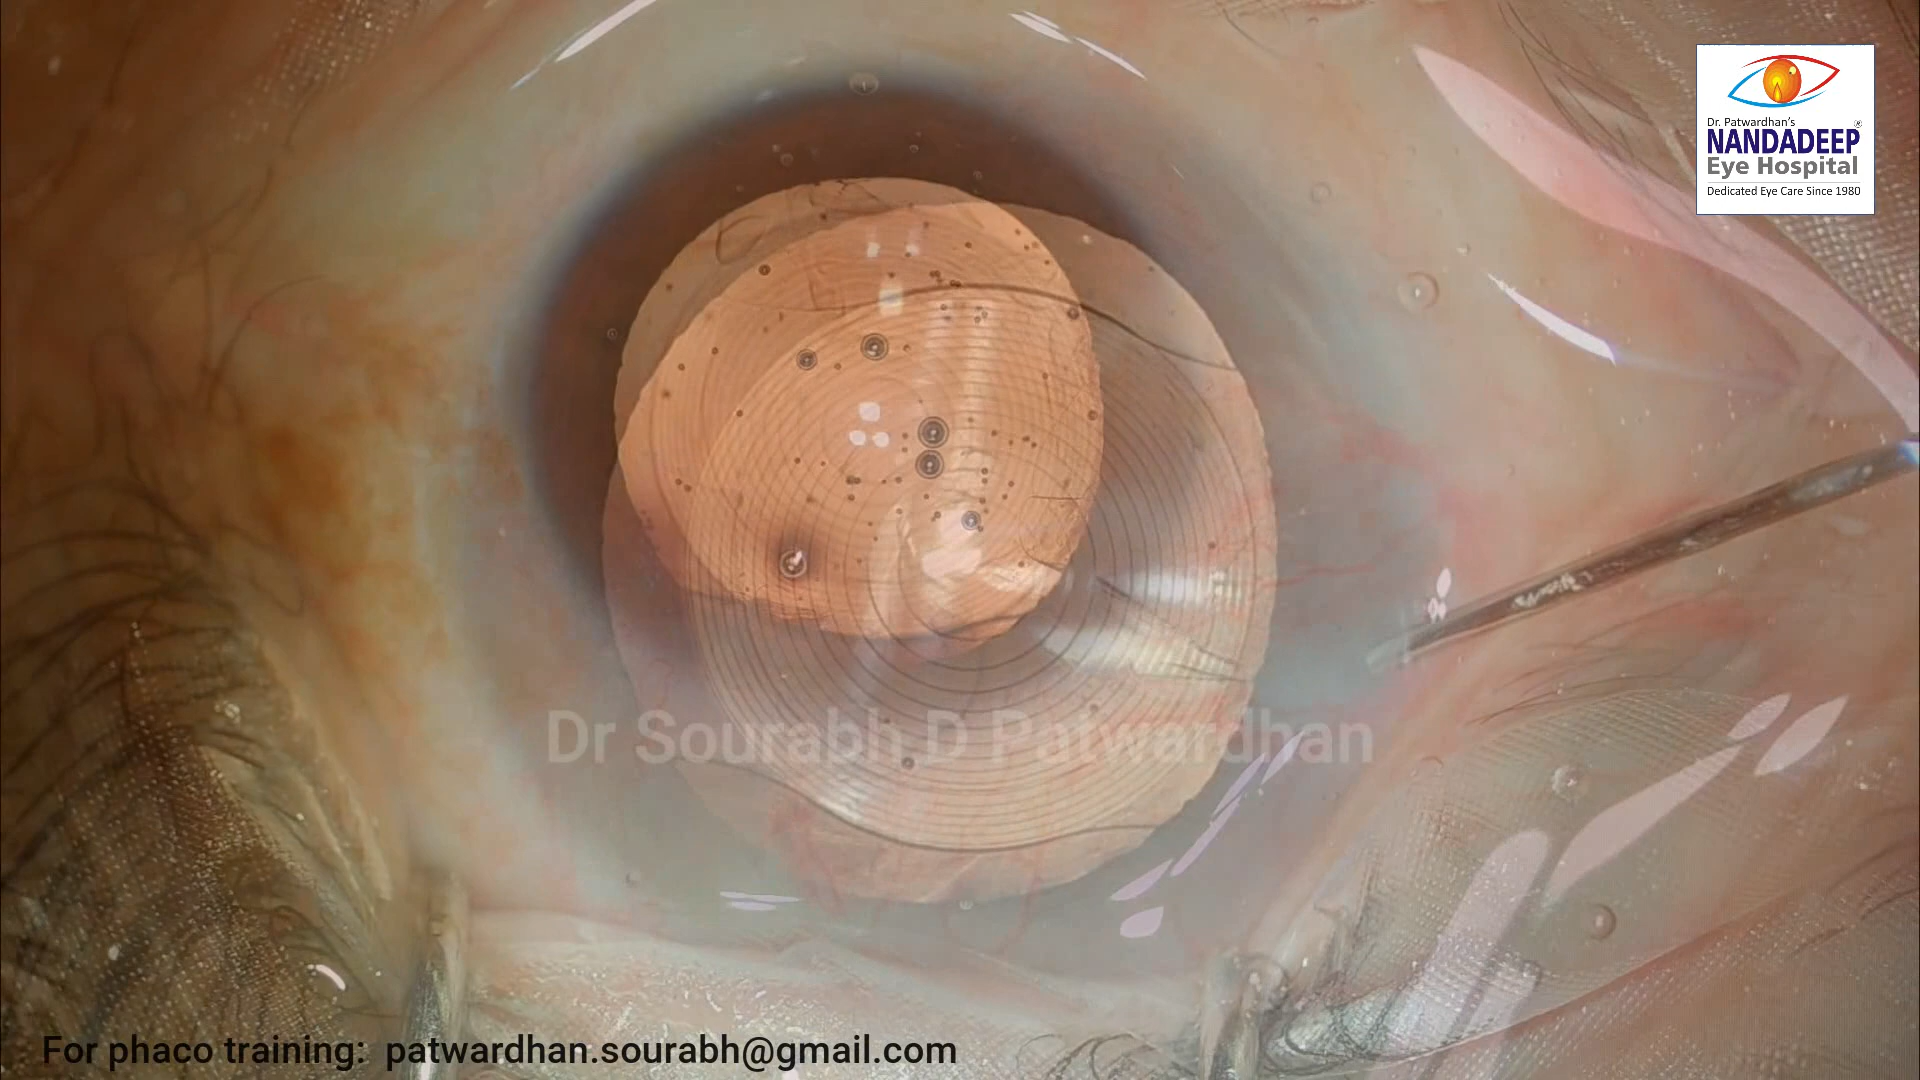 Dr. Patwardhan's
NANDADEEP
Eye Hospital
Dedicated Eye Care Since 1980
Dr Sourabh D Patwardhan
For phaco training: patwardhan.sourabh@gmail.com